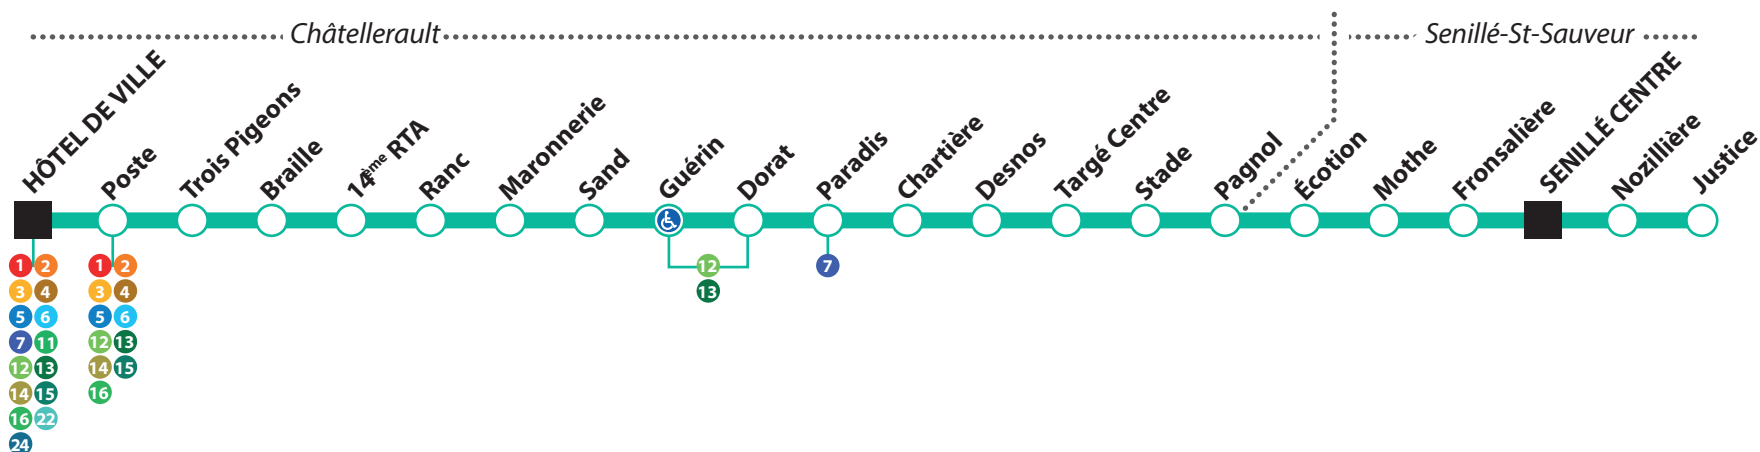 Châtellerault
Senillé-St-Sauveur
HÔTEL DE VILLE
Poste
Trois Pigeons
Braille
14ème RTA
Ranc
Maronnerie
Sand
Guérin
Dorat
Paradis
Chartière
Desnos
Targé Centre
Stade
Pagnol
Écotion
Mothe
Fronsalière
SENILLÉ CENTRE
Nozillière
Justice
1 2
3 4
5 6
7 11
12 13
14 15
16 22
24
1 2
3 4
5 6
12 13
14 15
16
12
13
7